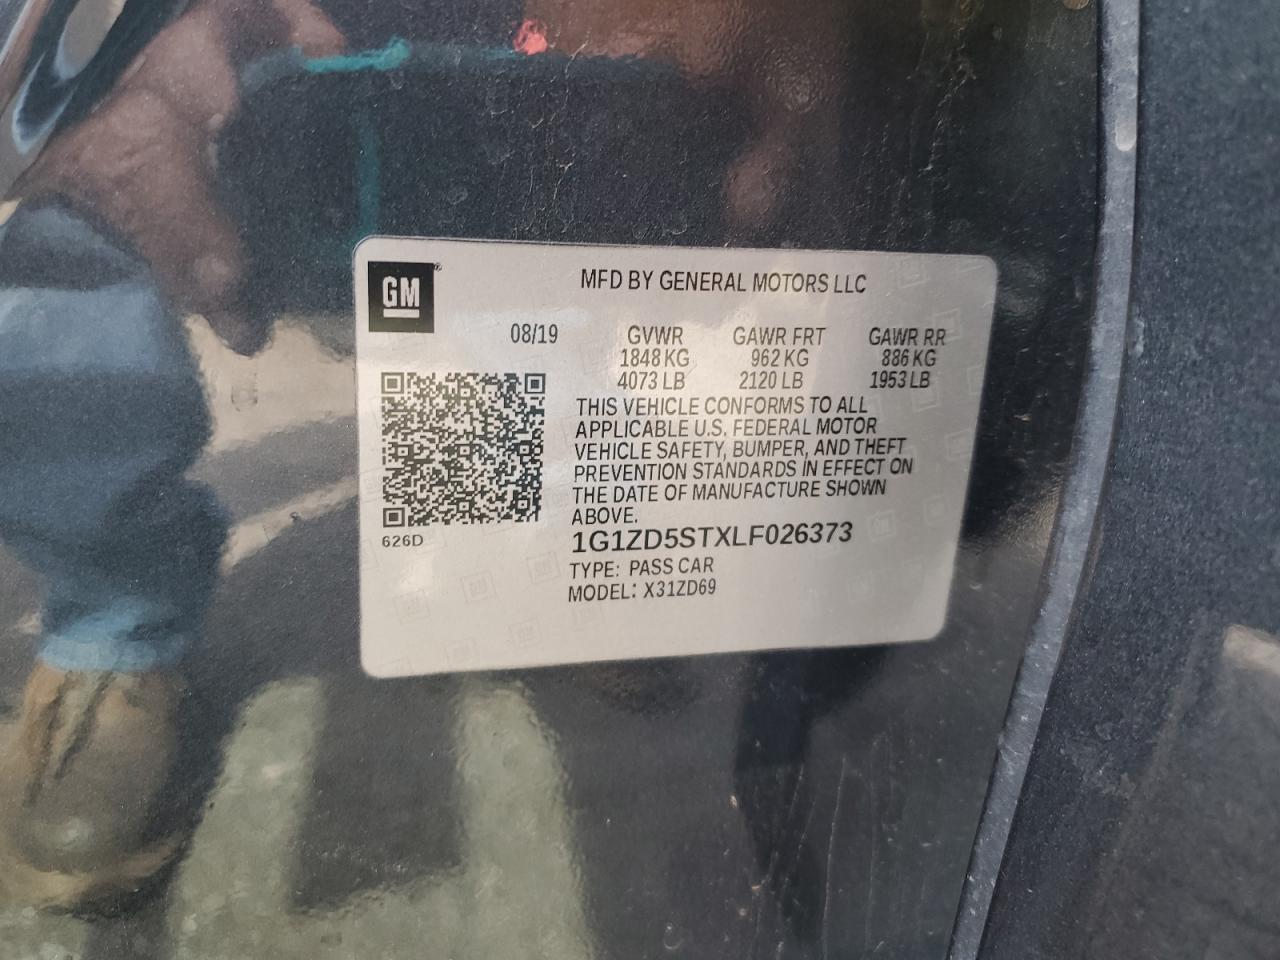 GM
MFD BY GENERAL MOTORS LLC
08/19 GVWR GAWR FRT GAWR RR
1848 KG 962 KG 886 KG
4073 LB 2120 LB 1953 LB
THIS VEHICLE CONFORMS TO ALL
APPLICABLE U.S. FEDERAL MOTOR
VEHICLE SAFETY, BUMPER, AND THEFT
PREVENTION STANDARDS IN EFFECT ON
THE DATE OF MANUFACTURE SHOWN
ABOVE.
626D
1G1ZD5STXLF026373
TYPE: PASS CAR
MODEL: X31ZD69